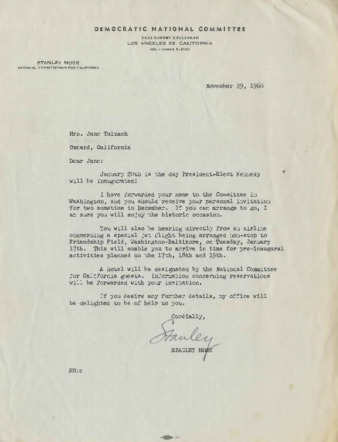 DEMOCRATIC NATIONAL COMMITTEE
SUNSET BOULEVARD
LOS ANGELES 28, CALIFORNIA
STANLEY MOSK
NATIONAL COMMITTEEMAN FOR CALIFORNIA
November 29, 1960
Mrs. Jane Tolmach
Oxnard, California
Dear Jane:
January 20th is the day President-Elect Kennedy
will be inaugurated!
I have forwarded your name to the Committee in
Washington, and you should receive your personal invitation
for two sometime in December. If you can arrange to go, I
am sure you will enjoy the historic occasion.
You will also be hearing directly from an airline
concerning a special jet flight being arranged non-stop to
Friendship Field, Washington-Baltimore, on Tuesday, January
17th. This will enable you to arrive in time for pre-inaugural
activities planned on the 17th, 18th and 19th.
A hotel will be designated by the National Committee
for California guests. Information concerning reservations
will be forwarded with your invitation.
If you desire any further details, my office will
be delighted to be of help to you.
Cordially,
Stanley
STANLEY MOSK